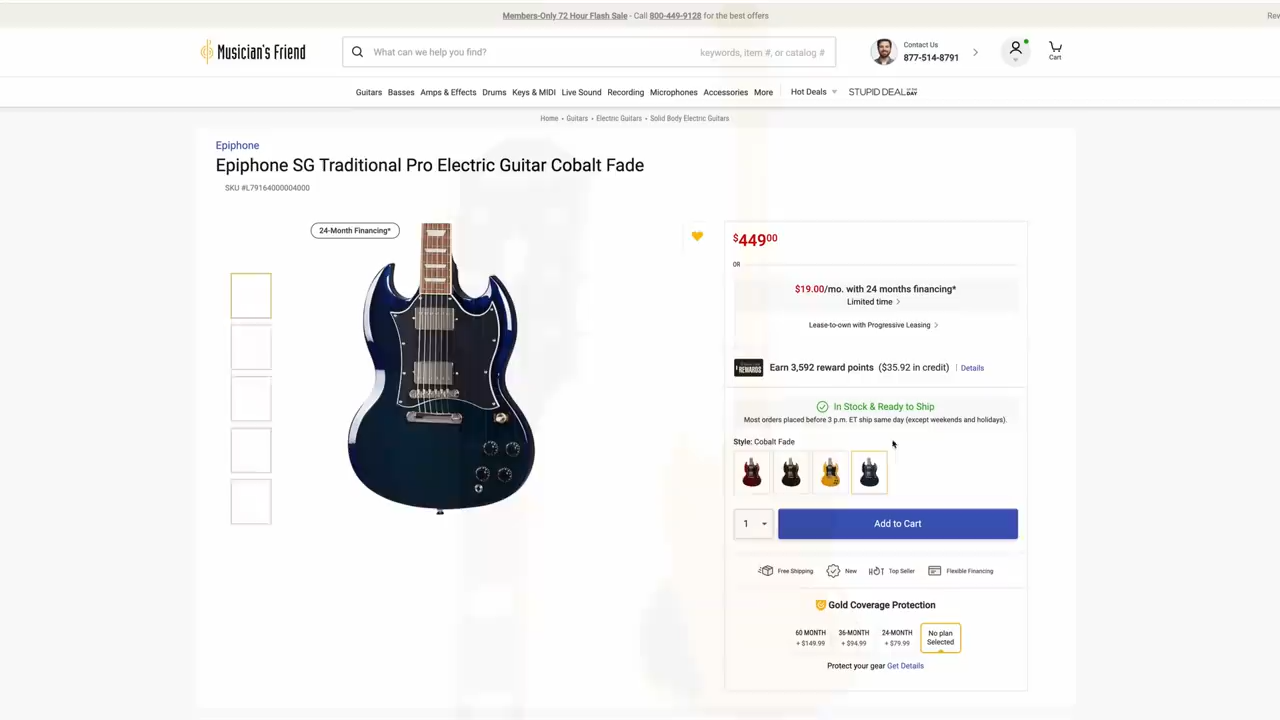 Members-Only 72 Hour Flash Sale - Call 800-449-9128 for the best offers
Rew
Musician's Friend
What can we help you find?
keywords, item #, or catalog #
Contact Us
877-514-8791
Cart
Guitars Basses Amps & Effects Drums Keys & MIDI Live Sound Recording Microphones Accessories More Hot Deals STUPID DEAL OF THE DAY
Home • Guitars • Electric Guitars • Solid Body Electric Guitars
Epiphone
Epiphone SG Traditional Pro Electric Guitar Cobalt Fade
SKU #L79164000004000
24-Month Financing*
$44900
OR
$19.00/mo. with 24 months financing*
Limited time
Lease-to-own with Progressive Leasing
REWARDS
Earn 3,592 reward points ($35.92 in credit) | Details
In Stock & Ready to Ship
Most orders placed before 3 p.m. ET ship same day (except weekends and holidays).
Style: Cobalt Fade
1
Add to Cart
Free Shipping
New
HOT
Top Seller
Flexible Financing
Gold Coverage Protection
60 MONTH
+ $149.99
36-MONTH
+ $94.99
24-MONTH
+ $79.99
No plan
Selected
Protect your gear Get Details